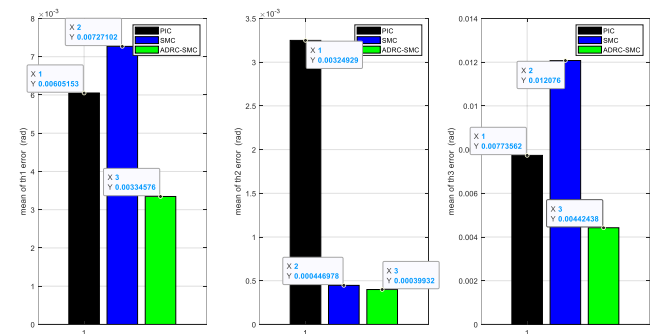 ×10⁻³
8
7
6
5
4
3
2
1
0
mean of th1 error (rad)
1
PIC
SMC
ADRC-SMC
X 1
Y 0.00605153
X 2
Y 0.00727102
X 3
Y 0.00334576
×10⁻³
3.5
3
2.5
2
1.5
1
0.5
0
mean of th2 error (rad)
1
PIC
SMC
ADRC-SMC
X 1
Y 0.00324929
X 2
Y 0.000446978
X 3
Y 0.00039932
0.014
0.012
0.01
0.006
0.004
0.002
0
mean of th3 error (rad)
1
PIC
SMC
ADRC-SMC
X 1
Y 0.00773562
X 2
Y 0.012076
X 3
Y 0.00442438